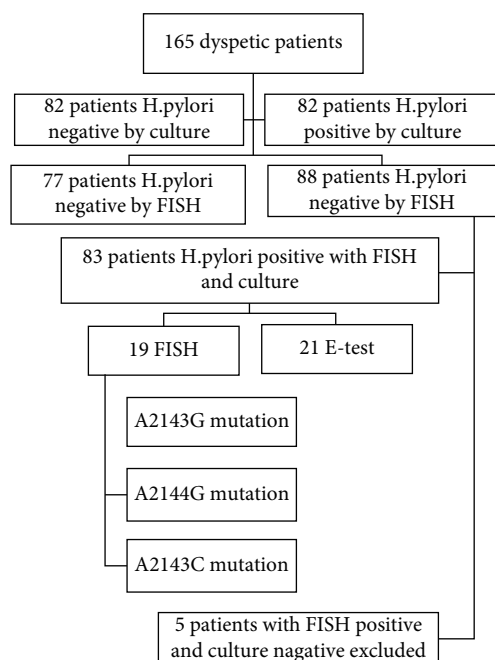 165 dyspetic patients
82 patients H.pylori
negative by culture
82 patients H.pylori
positive by culture
77 patients H.pylori
negative by FISH
88 patients H.pylori
negative by FISH
83 patients H.pylori positive with FISH
and culture
19 FISH
21 E-test
A2143G mutation
A2144G mutation
A2143C mutation
5 patients with FISH positive
and culture nagative excluded